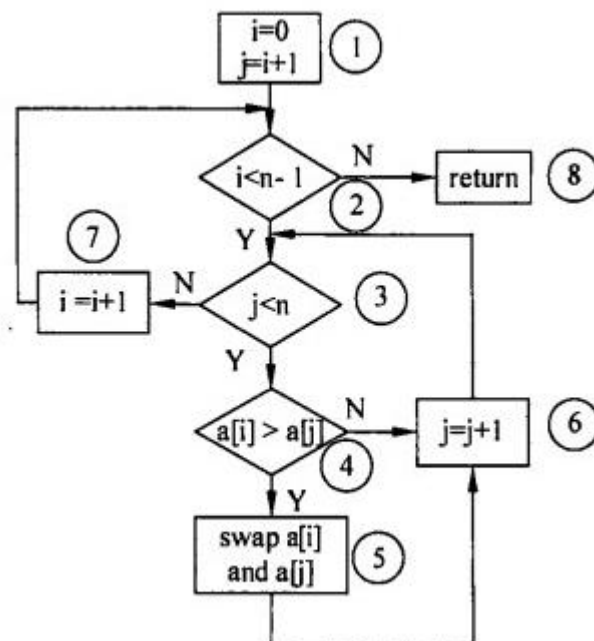 i=0
j=i+1
1
i<n-1
N
return
8
2
Y
7
i =i+1
N
j<n
3
Y
a[i] > a[j]
N
j=j+1
6
4
Y
swap a[i]
and a[j]
5